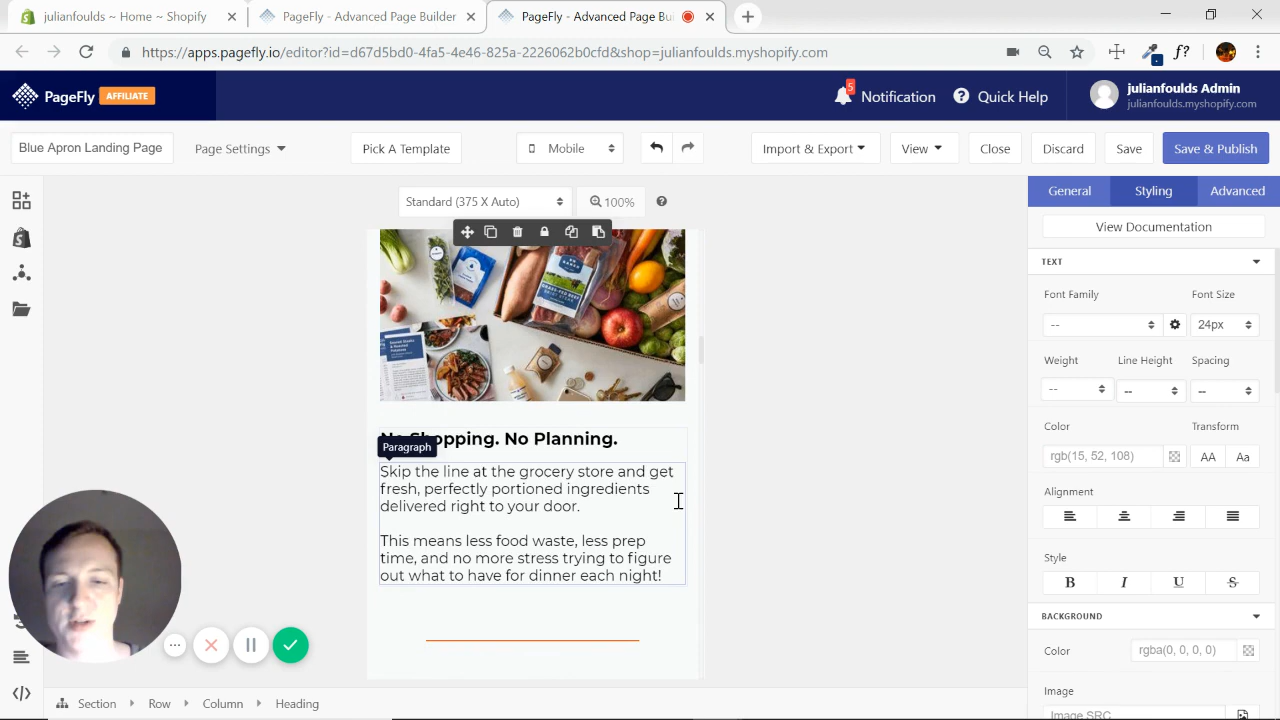 julianfoulds ~ Home ~ Shopify
PageFly - Advanced Page Builder
PageFly - Advanced Page Bui
https://apps.pagefly.io/editor?id=d67d5bd0-4fa5-4e46-825a-2226062b0cfd&shop=julianfoulds.myshopify.com
f?
PageFly AFFILIATE
5
Notification
Quick Help
julianfoulds Admin
julianfoulds.myshopify.com
Blue Apron Landing Page
Page Settings
Pick A Template
Mobile
Import & Export
View
Close
Discard
Save
Save & Publish
Standard (375 X Auto)
100%
General
Styling
Advanced
View Documentation
TEXT
Font Family
Font Size
--
24px
Weight
Line Height
Spacing
--
--
--
Color
Transform
rgb(15, 52, 108)
AA
Aa
Alignment
Style
B
I
U
S
BACKGROUND
Color
rgba(0, 0, 0, 0)
Image
Image SRC
No Shopping. No Planning.
Paragraph
Skip the line at the grocery store and get
fresh, perfectly portioned ingredients
delivered right to your door.
This means less food waste, less prep
time, and no more stress trying to figure
out what to have for dinner each night!
Section
Row
Column
Heading